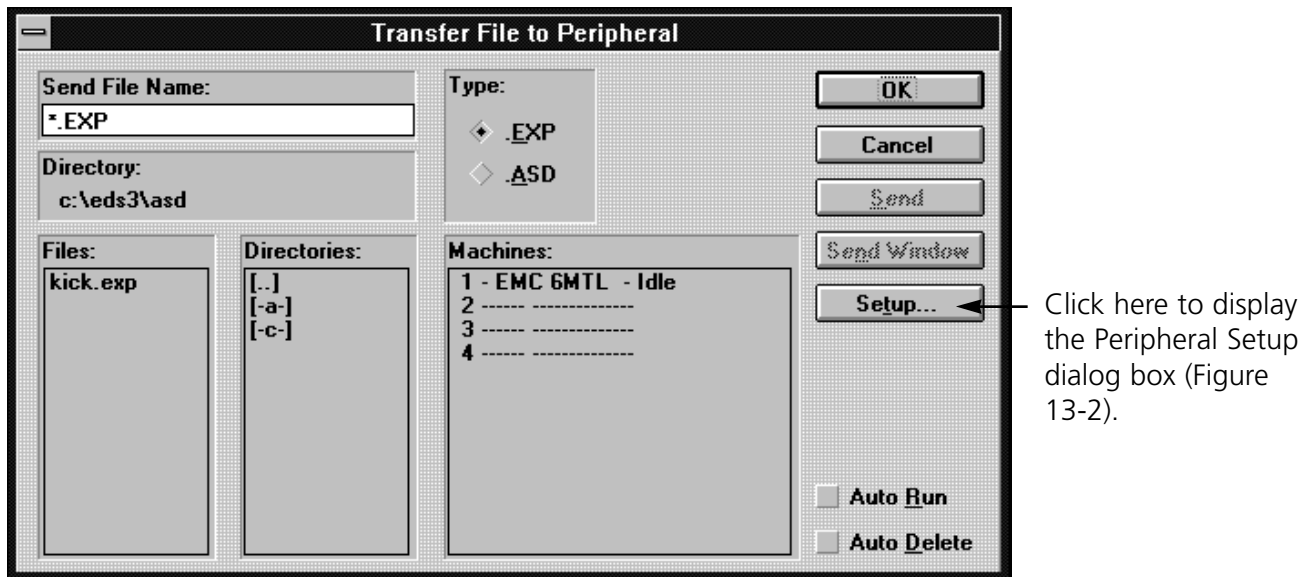 Transfer File to Peripheral
Send File Name:
*.EXP
Directory:
c:\eds3\asd
Type:
.EXP
.ASD
OK
Cancel
Send
Send Window
Setup...
Files:
kick.exp
Directories:
[..]
[-a-]
[-c-]
Machines:
1 - EMC 6MTL - Idle
2 ------ --------------
3 ------ --------------
4 ------ --------------
Auto Run
Auto Delete
Click here to display
the Peripheral Setup
dialog box (Figure
13-2).